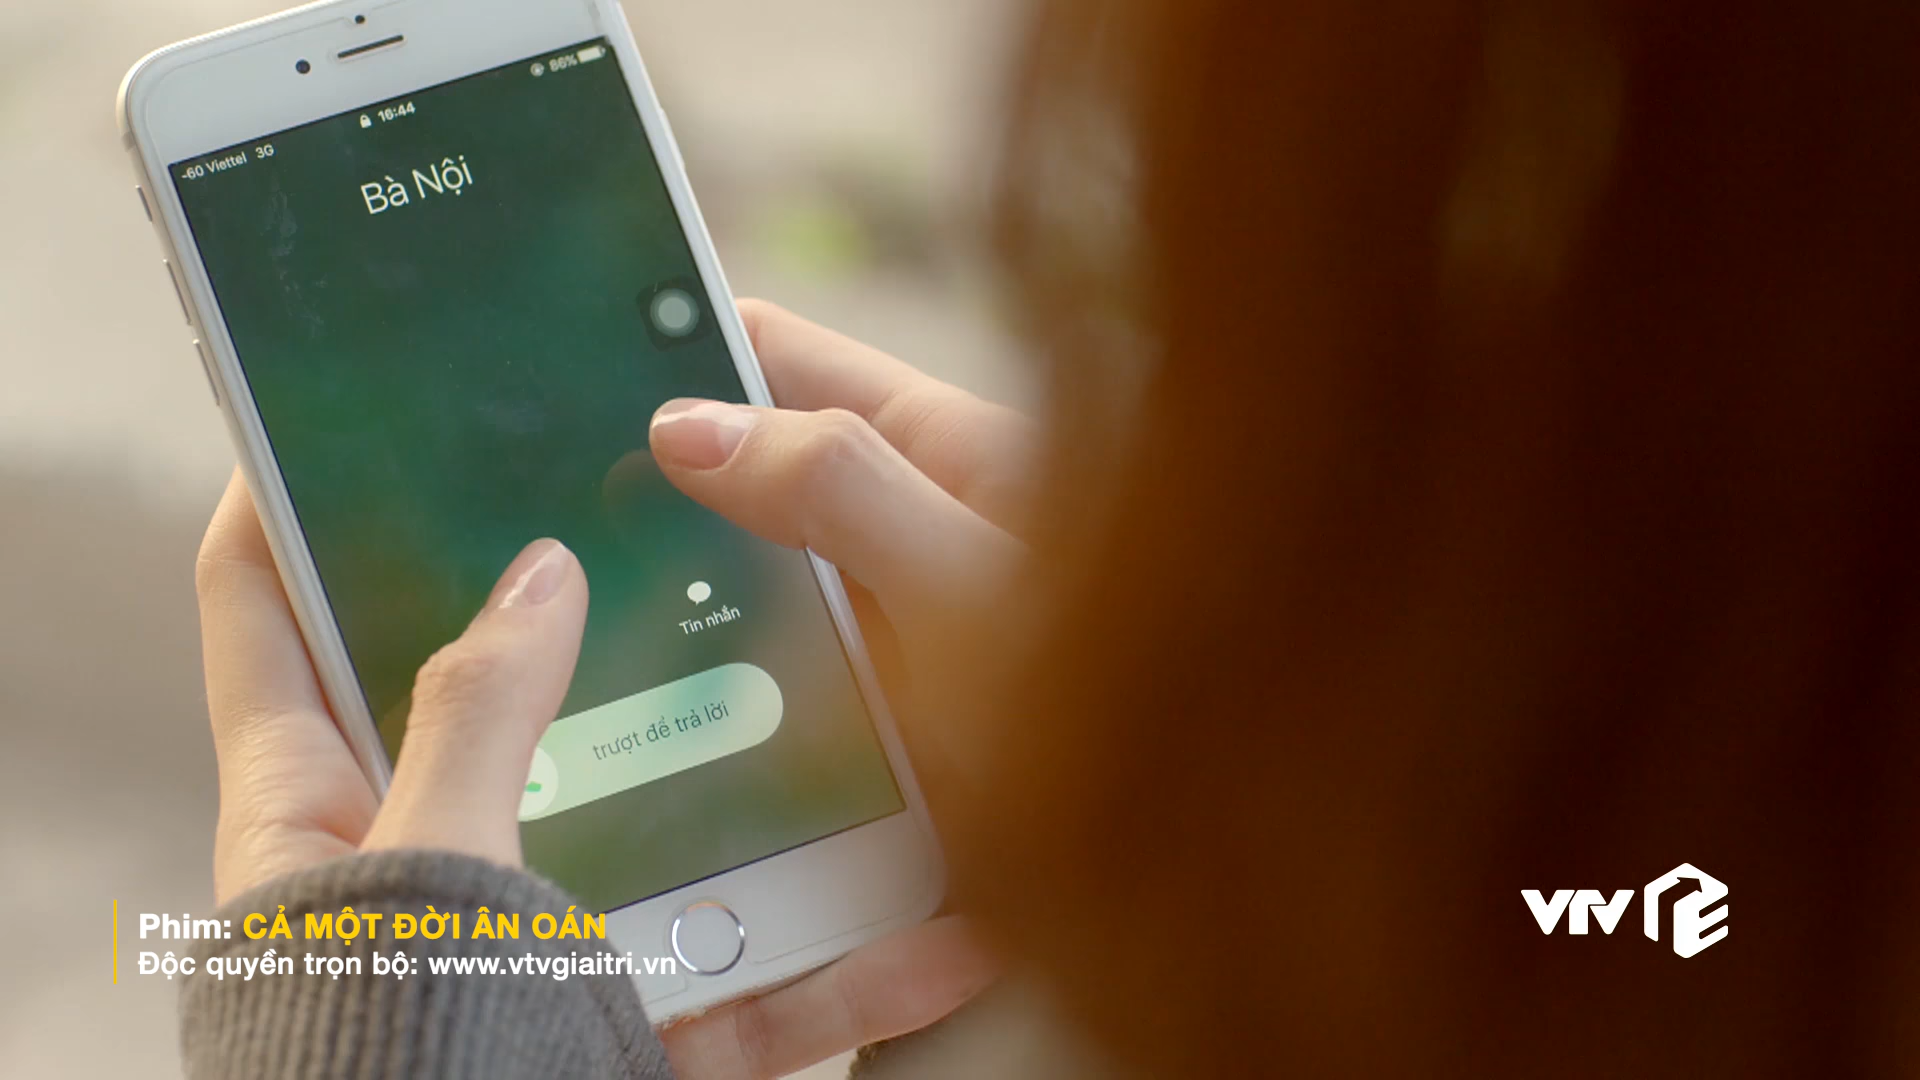 -60 Viettel 3G
16:44
86%
Bà Nội
Tin nhắn
trượt để trả lời
Phim: CẢ MỘT ĐỜI ÂN OÁN
Độc quyền trọn bộ: www.vtvgiaitri.vn
VTV